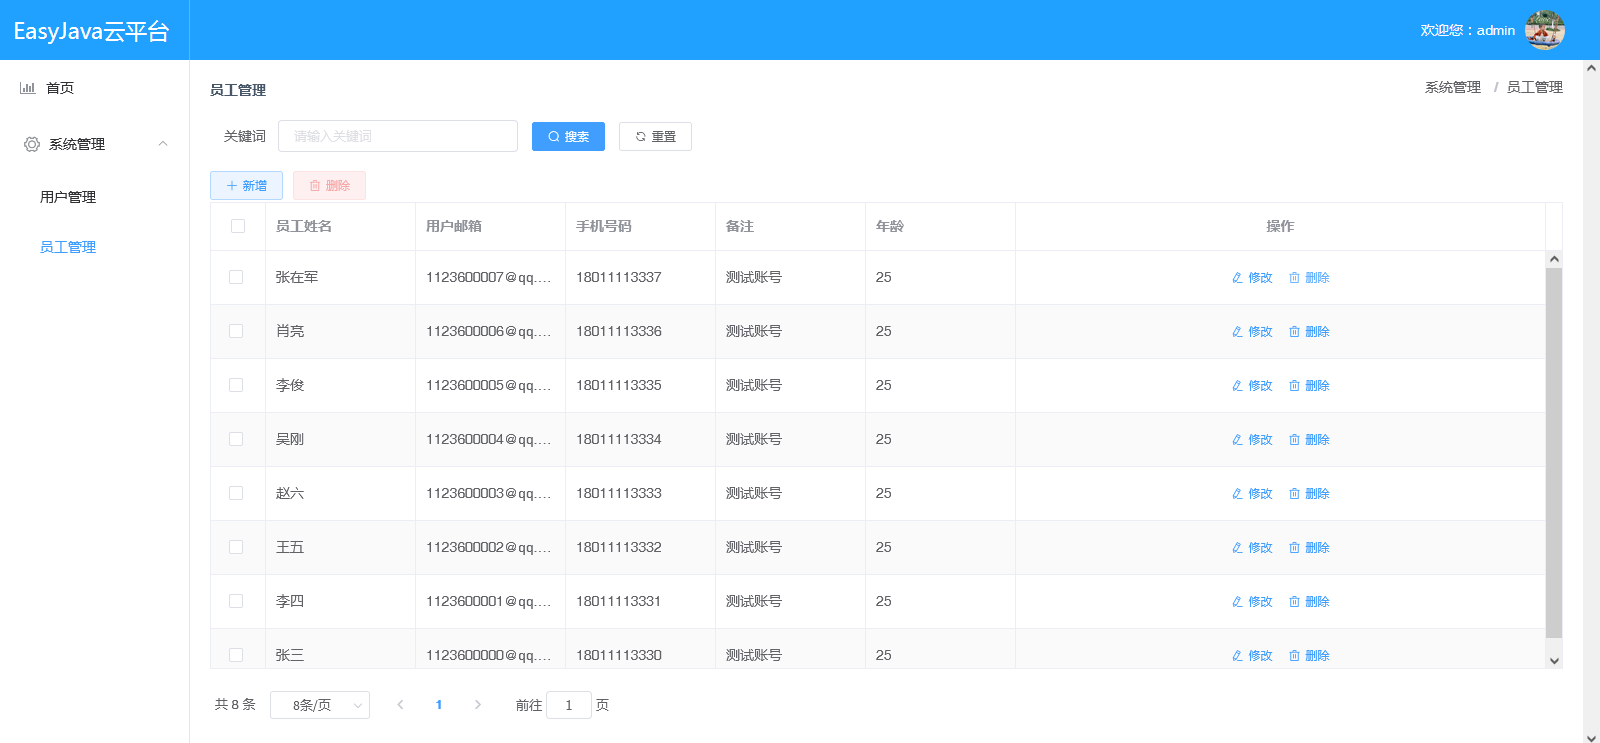 EasyJava云平台
欢迎您：admin
首页
系统管理
用户管理
员工管理
员工管理
系统管理 / 员工管理
关键词 请输入关键词 搜索 重置
新增 删除
员工姓名 用户邮箱 手机号码 备注 年龄 操作
张在军 1123600007@qq.... 18011113337 测试账号 25 修改 删除
肖亮 1123600006@qq.... 18011113336 测试账号 25 修改 删除
李俊 1123600005@qq.... 18011113335 测试账号 25 修改 删除
吴刚 1123600004@qq.... 18011113334 测试账号 25 修改 删除
赵六 1123600003@qq.... 18011113333 测试账号 25 修改 删除
王五 1123600002@qq.... 18011113332 测试账号 25 修改 删除
李四 1123600001@qq.... 18011113331 测试账号 25 修改 删除
张三 1123600000@qq.... 18011113330 测试账号 25 修改 删除
共 8 条 8条/页 1 前往 1 页